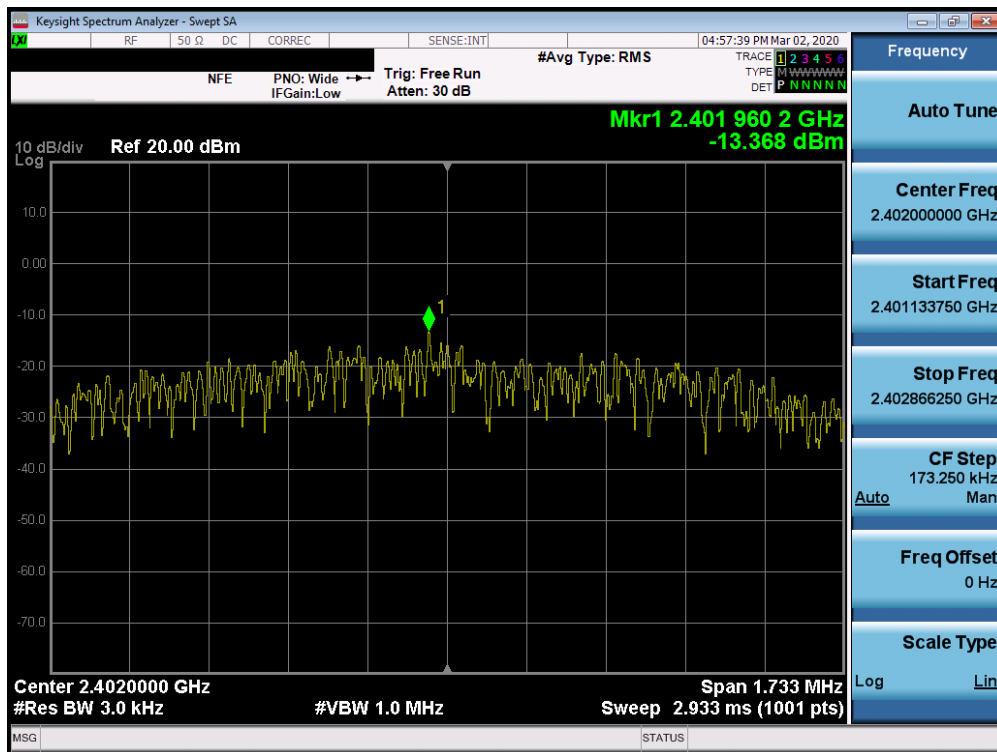 Keysight Spectrum Analyzer - Swept SA
LXI RF 50 Ω DC CORREC SENSE:INT 04:57:39 PM Mar 02, 2020
NFE PNO: Wide IFGain:Low Trig: Free Run Atten: 30 dB #Avg Type: RMS
TRACE 1 2 3 4 5 6
TYPE M W W W W W
DET P N N N N N
Mkr1 2.401 960 2 GHz
-13.368 dBm
10 dB/div Ref 20.00 dBm
Log
10.0
0.00
1
-10.0
-20.0
-30.0
-40.0
-50.0
-60.0
-70.0
Center 2.4020000 GHz Span 1.733 MHz
#Res BW 3.0 kHz #VBW 1.0 MHz Sweep 2.933 ms (1001 pts)
MSG STATUS
Frequency
Auto Tune
Center Freq
2.402000000 GHz
Start Freq
2.401133750 GHz
Stop Freq
2.402866250 GHz
CF Step
173.250 kHz
Auto Man
Freq Offset
0 Hz
Scale Type
Log Lin